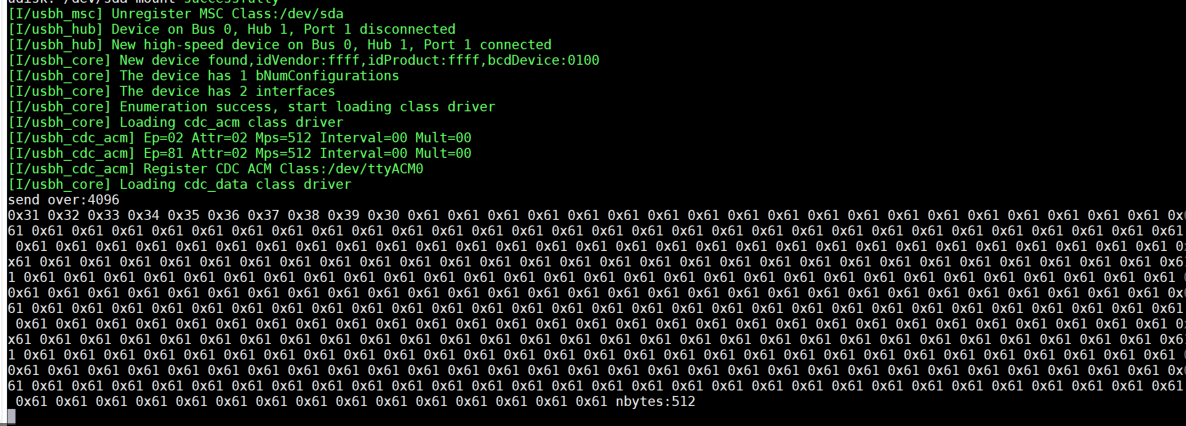 udisk: /dev/sda mount successfully
[I/usbh_msc] Unregister MSC Class:/dev/sda
[I/usbh_hub] Device on Bus 0, Hub 1, Port 1 disconnected
[I/usbh_hub] New high-speed device on Bus 0, Hub 1, Port 1 connected
[I/usbh_core] New device found,idVendor:ffff,idProduct:ffff,bcdDevice:0100
[I/usbh_core] The device has 1 bNumConfigurations
[I/usbh_core] The device has 2 interfaces
[I/usbh_core] Enumeration success, start loading class driver
[I/usbh_core] Loading cdc_acm class driver
[I/usbh_cdc_acm] Ep=02 Attr=02 Mps=512 Interval=00 Mult=00
[I/usbh_cdc_acm] Ep=81 Attr=02 Mps=512 Interval=00 Mult=00
[I/usbh_cdc_acm] Register CDC ACM Class:/dev/ttyACM0
[I/usbh_core] Loading cdc_data class driver
send over:4096
0x31 0x32 0x33 0x34 0x35 0x36 0x37 0x38 0x39 0x30 0x61 0x61 0x61 0x61 0x61 0x61 0x61 0x61 0x61 0x61 0x61 0x61 0x61 0x61 0x61 0x61 0x61 0x61 0x61 0x
61 0x61 0x61 0x61 0x61 0x61 0x61 0x61 0x61 0x61 0x61 0x61 0x61 0x61 0x61 0x61 0x61 0x61 0x61 0x61 0x61 0x61 0x61 0x61 0x61 0x61 0x61 0x61 0x61 0x61
0x61 0x61 0x61 0x61 0x61 0x61 0x61 0x61 0x61 0x61 0x61 0x61 0x61 0x61 0x61 0x61 0x61 0x61 0x61 0x61 0x61 0x61 0x61 0x61 0x61 0x61 0x61 0x61 0x61 0
x61 0x61 0x61 0x61 0x61 0x61 0x61 0x61 0x61 0x61 0x61 0x61 0x61 0x61 0x61 0x61 0x61 0x61 0x61 0x61 0x61 0x61 0x61 0x61 0x61 0x61 0x61 0x61 0x61 0x6
1 0x61 0x61 0x61 0x61 0x61 0x61 0x61 0x61 0x61 0x61 0x61 0x61 0x61 0x61 0x61 0x61 0x61 0x61 0x61 0x61 0x61 0x61 0x61 0x61 0x61 0x61 0x61 0x61 0x61
0x61 0x61 0x61 0x61 0x61 0x61 0x61 0x61 0x61 0x61 0x61 0x61 0x61 0x61 0x61 0x61 0x61 0x61 0x61 0x61 0x61 0x61 0x61 0x61 0x61 0x61 0x61 0x61 0x61 0x
61 0x61 0x61 0x61 0x61 0x61 0x61 0x61 0x61 0x61 0x61 0x61 0x61 0x61 0x61 0x61 0x61 0x61 0x61 0x61 0x61 0x61 0x61 0x61 0x61 0x61 0x61 0x61 0x61 0x61
0x61 0x61 0x61 0x61 0x61 0x61 0x61 0x61 0x61 0x61 0x61 0x61 0x61 0x61 0x61 0x61 0x61 0x61 0x61 0x61 0x61 0x61 0x61 0x61 0x61 0x61 0x61 0x61 0x61 0
x61 0x61 0x61 0x61 0x61 0x61 0x61 0x61 0x61 0x61 0x61 0x61 0x61 0x61 0x61 0x61 0x61 0x61 0x61 0x61 0x61 0x61 0x61 0x61 0x61 0x61 0x61 0x61 0x61 0x6
1 0x61 0x61 0x61 0x61 0x61 0x61 0x61 0x61 0x61 0x61 0x61 0x61 0x61 0x61 0x61 0x61 0x61 0x61 0x61 0x61 0x61 0x61 0x61 0x61 0x61 0x61 0x61 0x61 0x61
0x61 0x61 0x61 0x61 0x61 0x61 0x61 0x61 0x61 0x61 0x61 0x61 0x61 0x61 0x61 0x61 0x61 0x61 0x61 0x61 0x61 0x61 0x61 0x61 0x61 0x61 0x61 0x61 0x61 0x
61 0x61 0x61 0x61 0x61 0x61 0x61 0x61 0x61 0x61 0x61 0x61 0x61 0x61 0x61 0x61 0x61 0x61 0x61 0x61 0x61 0x61 0x61 0x61 0x61 0x61 0x61 0x61 0x61 0x61
0x61 0x61 0x61 0x61 0x61 0x61 0x61 0x61 0x61 0x61 0x61 0x61 0x61 0x61 0x61 nbytes:512